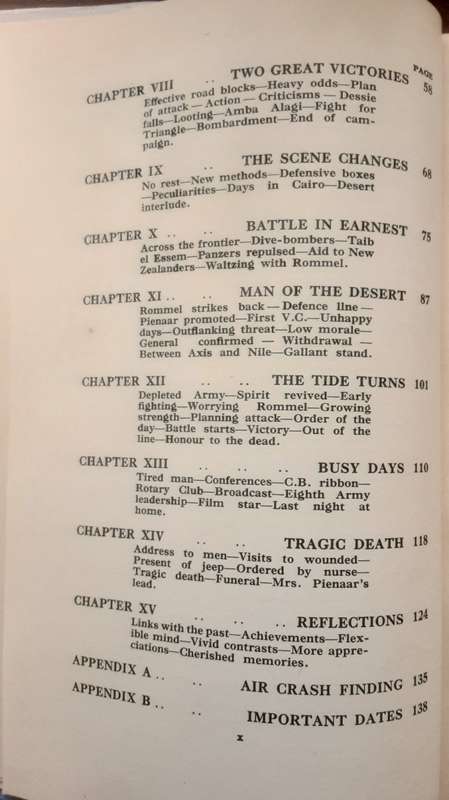 PAGE
CHAPTER VIII .. TWO GREAT VICTORIES 58
Effective road blocks—Heavy odds—Plan
of attack—Action—Criticisms—Dessie
falls—Looting—Amba Alagi—Fight for
Triangle—Bombardment—End of cam-
paign.
CHAPTER IX .. THE SCENE CHANGES 68
No rest—New methods—Defensive boxes
—Peculiarities—Days in Cairo—Desert
interlude.
CHAPTER X .. .. BATTLE IN EARNEST 75
Across the frontier—Dive-bombers—Taib
el Essem—Panzers repulsed—Aid to New
Zealanders—Waltzing with Rommel.
CHAPTER XI .. .. MAN OF THE DESERT 87
Rommel strikes back—Defence line—
Pienaar promoted—First V.C.—Unhappy
days—Outflanking threat—Low morale—
General confirmed — Withdrawal —
Between Axis and Nile—Gallant stand.
CHAPTER XII .. .. THE TIDE TURNS 101
Depleted Army—Spirit revived—Early
fighting—Worrying Rommel—Growing
strength—Planning attack—Order of the
day—Battle starts—Victory—Out of the
line—Honour to the dead.
CHAPTER XIII .. .. .. BUSY DAYS 110
Tired man—Conferences—C.B. ribbon—
Rotary Club—Broadcast—Eighth Army
leadership—Film star—Last night at
home.
CHAPTER XIV .. .. TRAGIC DEATH 118
Address to men—Visits to wounded—
Present of jeep—Ordered by nurse—
Tragic death—Funeral—Mrs. Pienaar's
lead.
CHAPTER XV .. .. REFLECTIONS 124
Links with the past—Achievements—Flex-
ible mind—Vivid contrasts—More appre-
ciations—Cherished memories.
APPENDIX A .. .. AIR CRASH FINDING 135
APPENDIX B .. .. IMPORTANT DATES 138
x